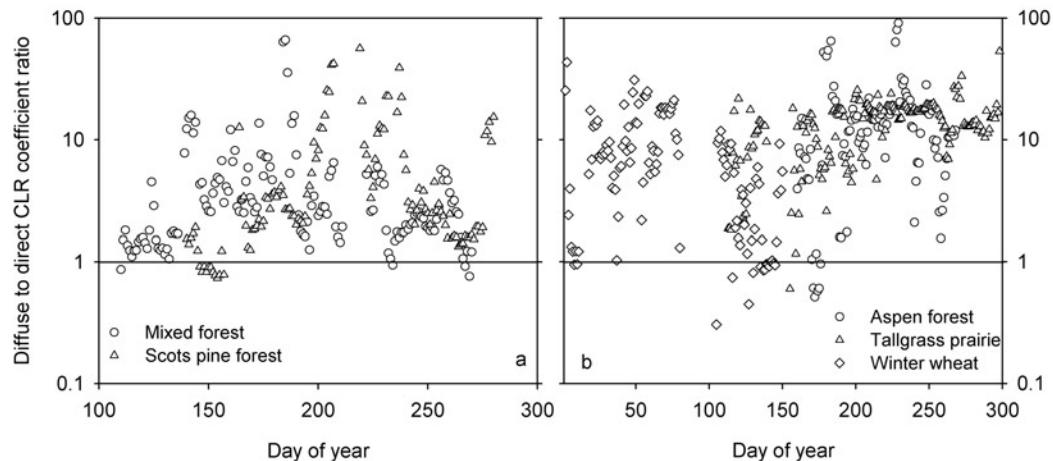 100
10
1
0.1
Diffuse to direct CLR coefficient ratio
Mixed forest
Scots pine forest
a
100 150 200 250 300
Day of year
Aspen forest
Tallgrass prairie
Winter wheat
b
50 100 150 200 250 300
Day of year
100
10
1
0.1